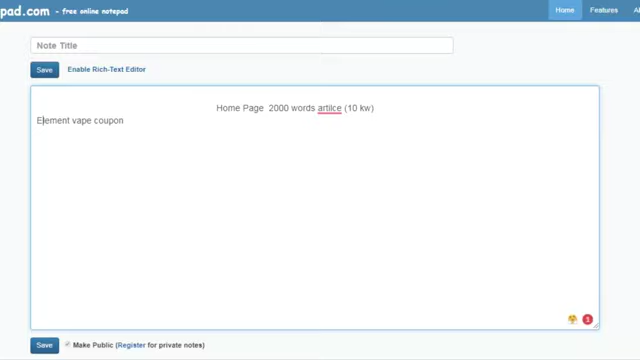 pad.com - free online notepad
Home Features
Note Title
Save Enable Rich-Text Editor
Home Page 2000 words artilce (10 kw)
Element vape coupon
Save Make Public (Register for private notes)